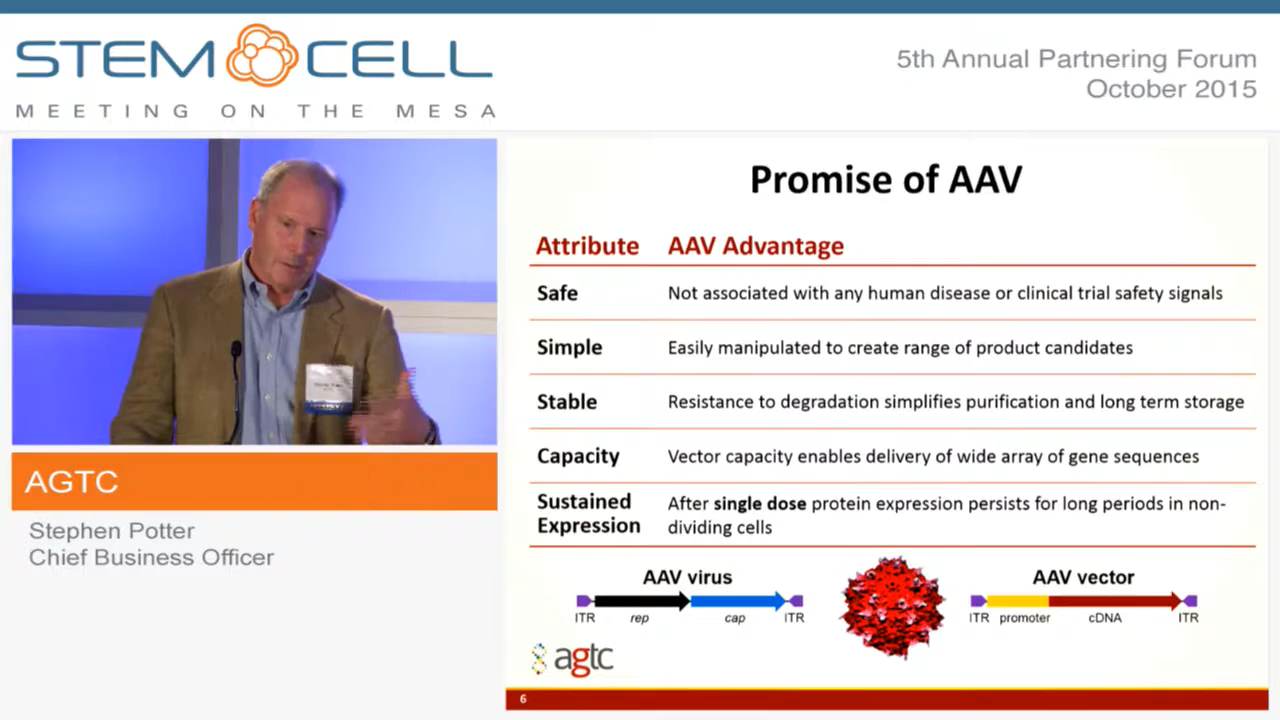 STEM CELL
MEETING ON THE MESA
5th Annual Partnering Forum
October 2015
AGTC
Stephen Potter
Chief Business Officer
Promise of AAV
Attribute AAV Advantage
Safe Not associated with any human disease or clinical trial safety signals
Simple Easily manipulated to create range of product candidates
Stable Resistance to degradation simplifies purification and long term storage
Capacity Vector capacity enables delivery of wide array of gene sequences
Sustained Expression After single dose protein expression persists for long periods in non-
dividing cells
AAV virus
ITR rep cap ITR
AAV vector
ITR promoter cDNA ITR
agtc
6